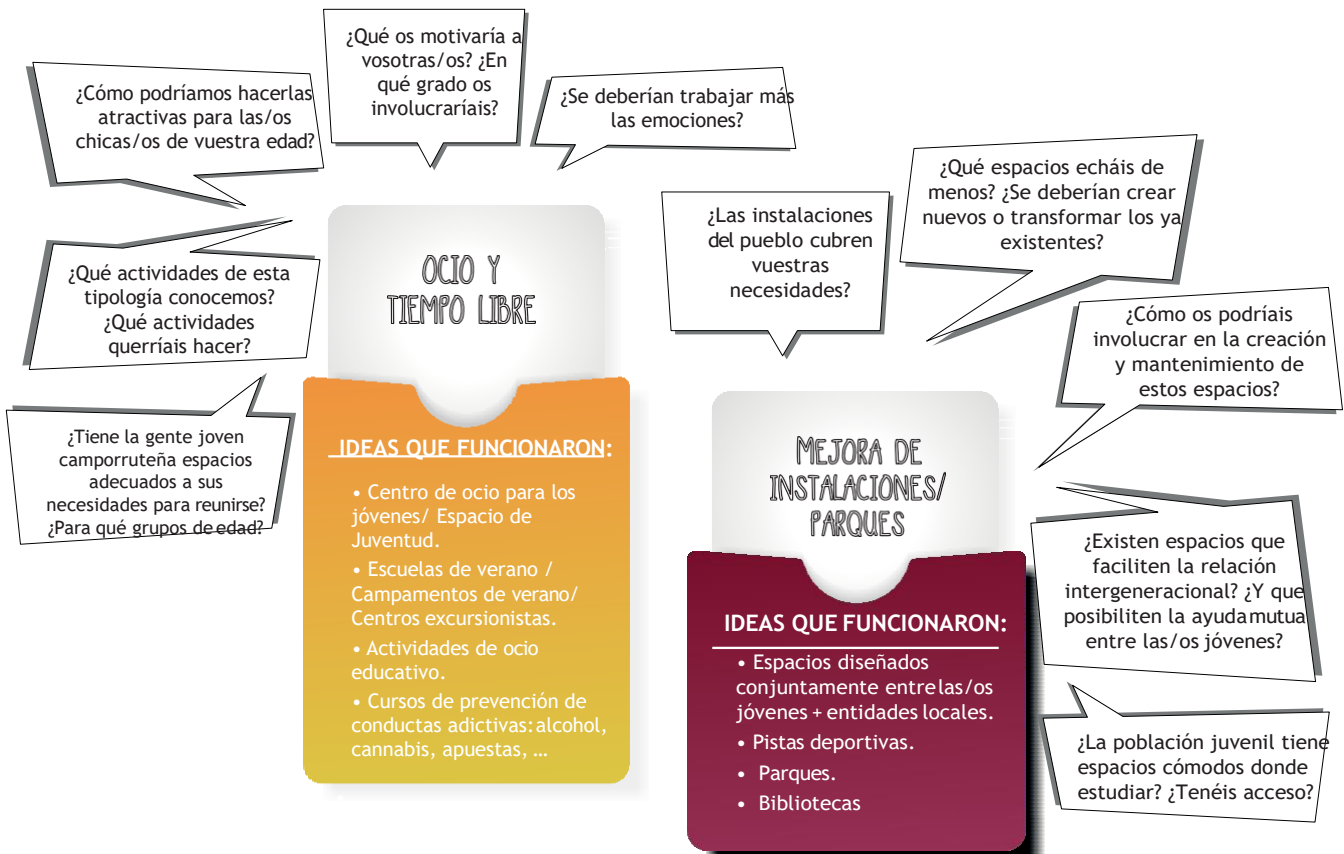 ¿Qué os motivaría a
vosotras/os? ¿En
qué grado os
involucraríais?
¿Cómo podríamos hacerlas
atractivas para las/os
chicas/os de vuestra edad?
¿Se deberían trabajar más
las emociones?
¿Qué actividades de esta
tipología conocemos?
¿Qué actividades
querríais hacer?
¿Tiene la gente joven
camporruteña espacios
adecuados a sus
necesidades para reunirse?
¿Para qué grupos de edad?
OCIO Y
TIEMPO LIBRE
IDEAS QUE FUNCIONARON:
• Centro de ocio para los
jóvenes/ Espacio de
Juventud.
• Escuelas de verano /
Campamentos de verano/
Centros excursionistas.
• Actividades de ocio
educativo.
• Cursos de prevención de
conductas adictivas: alcohol,
cannabis, apuestas, …
¿Las instalaciones
del pueblo cubren
vuestras
necesidades?
¿Qué espacios echáis de
menos? ¿Se deberían crear
nuevos o transformar los ya
existentes?
¿Cómo os podríais
involucrar en la creación
y mantenimiento de
estos espacios?
¿Existen espacios que
faciliten la relación
intergeneracional? ¿Y que
posibiliten la ayudamutua
entre las/os jóvenes?
¿La población juvenil tiene
espacios cómodos donde
estudiar? ¿Tenéis acceso?
MEJORA DE
INSTALACIONES/
PARQUES
IDEAS QUE FUNCIONARON:
• Espacios diseñados
conjuntamente entrelas/os
jóvenes + entidades locales.
• Pistas deportivas.
• Parques.
• Bibliotecas